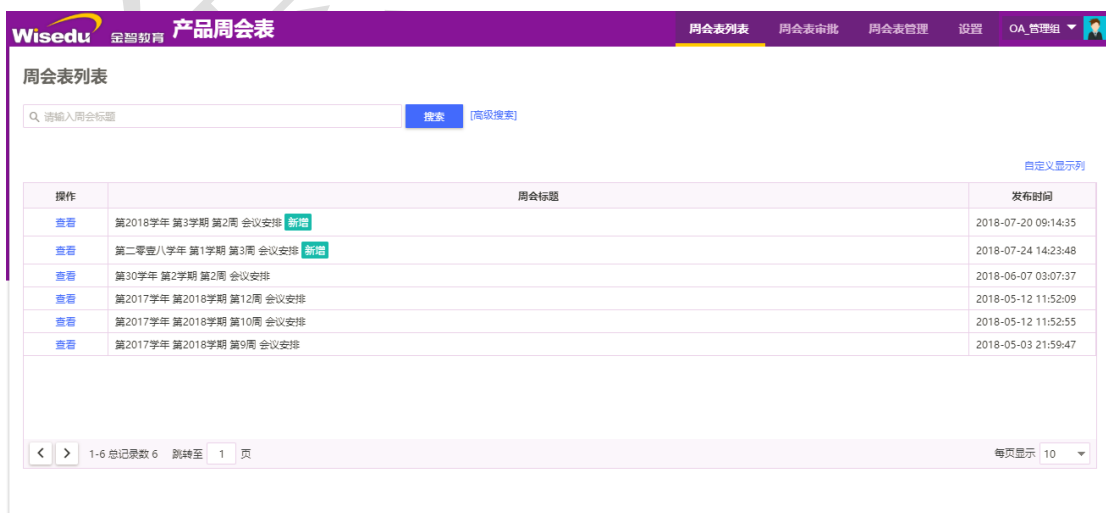 Wisedu 金智教育 产品周会表 周会表列表 周会表审批 周会表管理 设置 OA_管理组
周会表列表
请输入周会标题 搜索 [高级搜索]
自定义显示列
操作 周会标题 发布时间
查看 第2018学年 第3学期 第2周 会议安排 新增 2018-07-20 09:14:35
查看 第二零壹八学年 第1学期 第3周 会议安排 新增 2018-07-24 14:23:48
查看 第30学年 第2学期 第2周 会议安排 2018-06-07 03:07:37
查看 第2017学年 第2018学期 第12周 会议安排 2018-05-12 11:52:09
查看 第2017学年 第2018学期 第10周 会议安排 2018-05-12 11:52:55
查看 第2017学年 第2018学期 第9周 会议安排 2018-05-03 21:59:47
1-6 总记录数 6 跳转至 1 页 每页显示 10